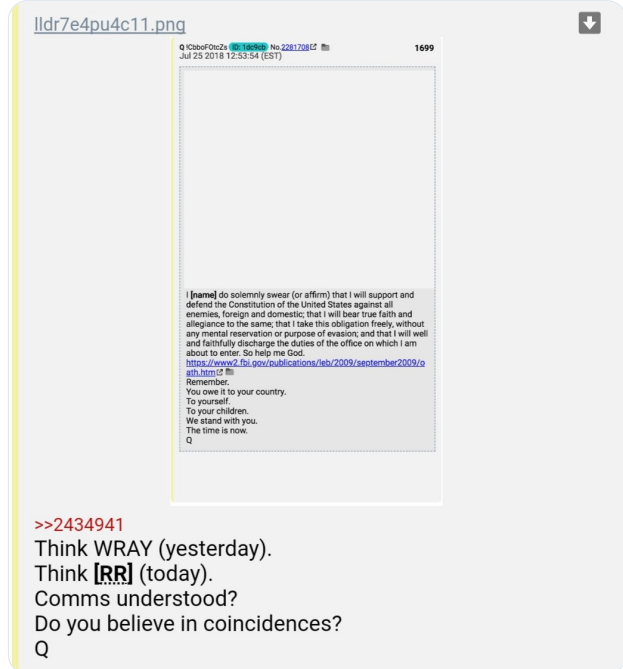 lldr7e4pu4c11.png
Q !CbboFOtcZs ID: 1dc9cb No.2281708 1699
Jul 25 2018 12:53:54 (EST)
I [name] do solemnly swear (or affirm) that I will support and
defend the Constitution of the United States against all
enemies, foreign and domestic; that I will bear true faith and
allegiance to the same; that I take this obligation freely, without
any mental reservation or purpose of evasion; and that I will well
and faithfully discharge the duties of the office on which I am
about to enter. So help me God.
https://www2.fbi.gov/publications/leb/2009/september2009/o
ath.htm
Remember.
You owe it to your country.
To yourself.
To your children.
We stand with you.
The time is now.
Q
>>2434941
Think WRAY (yesterday).
Think [RR] (today).
Comms understood?
Do you believe in coincidences?
Q